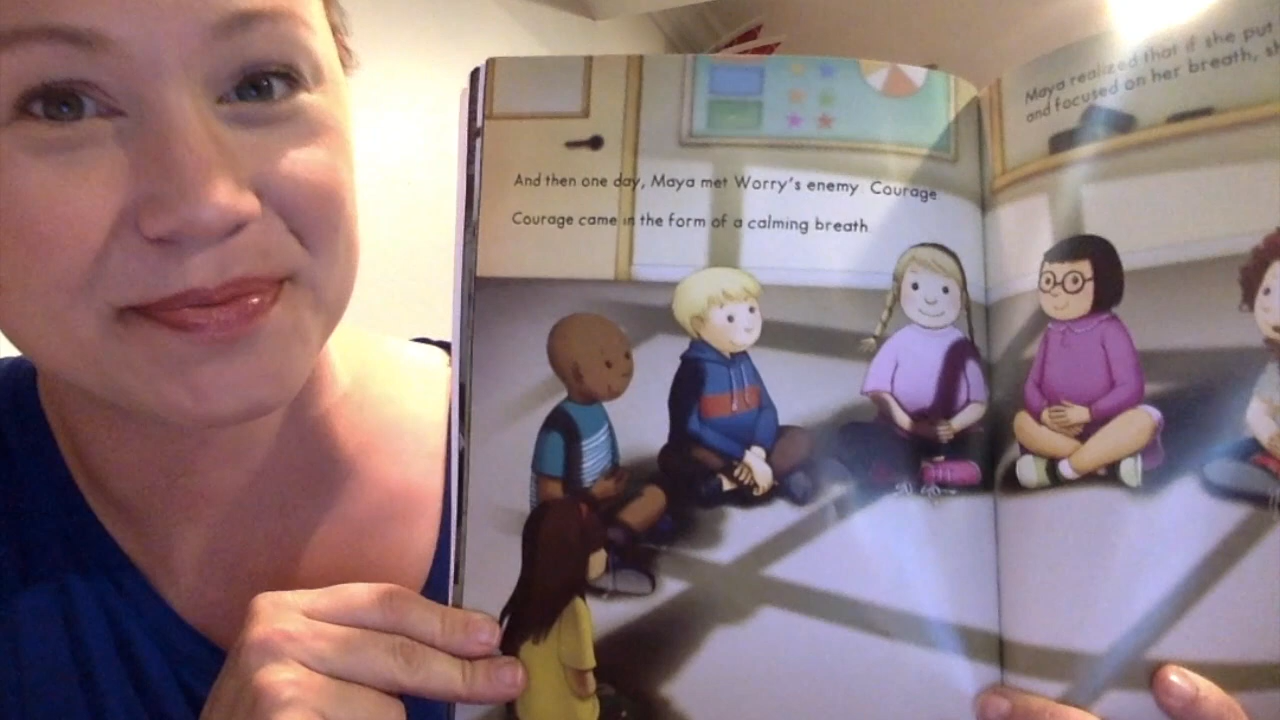 And then one day, Maya met Worry's enemy Courage.
Courage came in the form of a calming breath
Maya realized that if she put
and focused on her breath, s